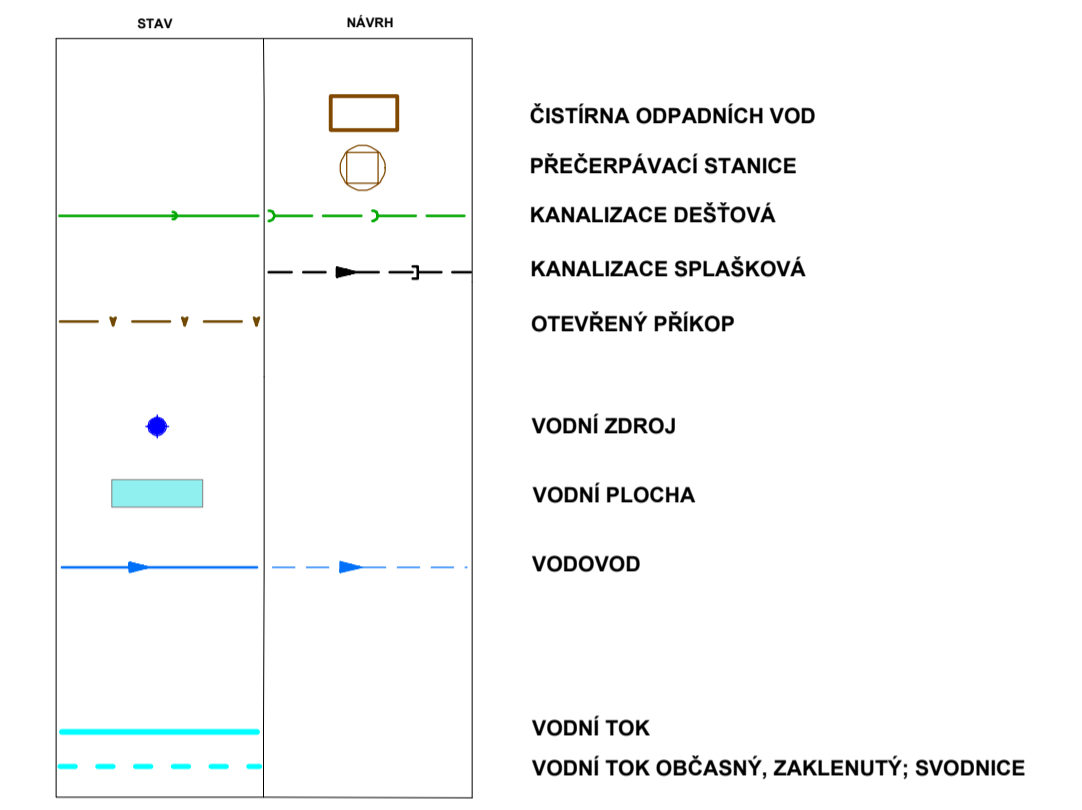 STAV
NÁVRH
ČISTÍRNA ODPADNÍCH VOD
PŘEČERPÁVACÍ STANICE
KANALIZACE DEŠŤOVÁ
KANALIZACE SPLAŠKOVÁ
OTEVŘENÝ PŘÍKOP
VODNÍ ZDROJ
VODNÍ PLOCHA
VODOVOD
VODNÍ TOK
VODNÍ TOK OBČASNÝ, ZAKLENUTÝ; SVODNICE